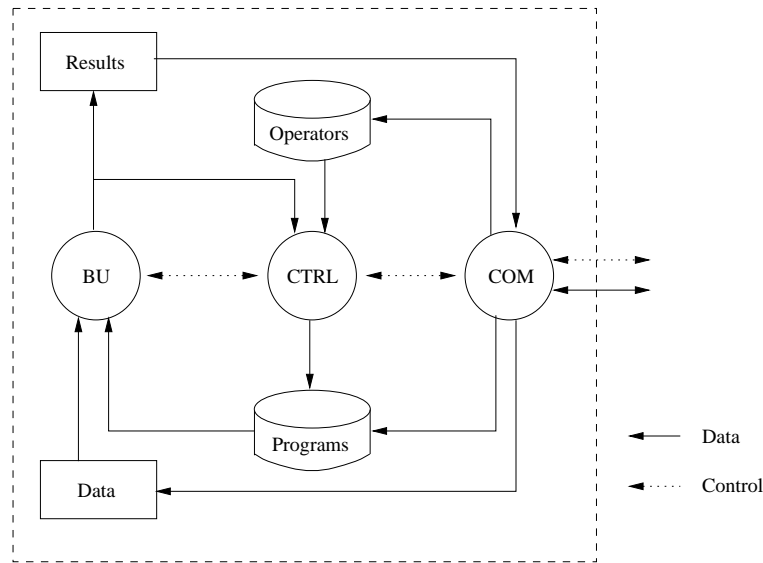 Results
Operators
BU
CTRL
COM
Programs
Data
Data
Control